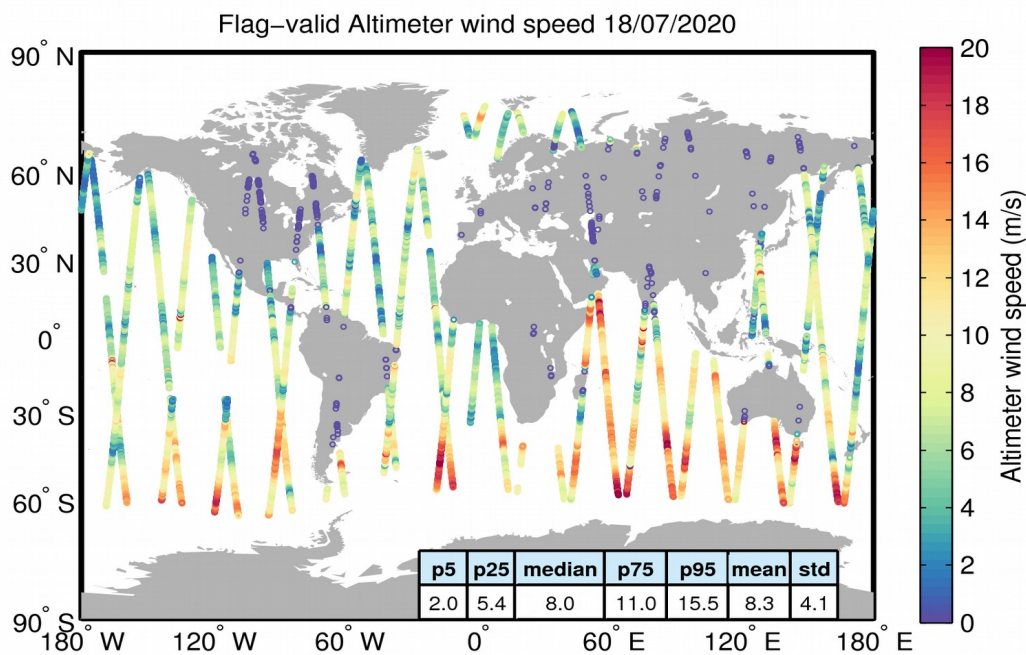 Flag-valid Altimeter wind speed 18/07/2020
90° N
60° N
30° N
0°
30° S
60° S
90° S
180° W
120° W
60° W
0°
60° E
120° E
180° E
p5 p25 median p75 p95 mean std
2.0 5.4 8.0 11.0 15.5 8.3 4.1
20
18
16
14
12
10
8
6
4
2
0
Altimeter wind speed (m/s)